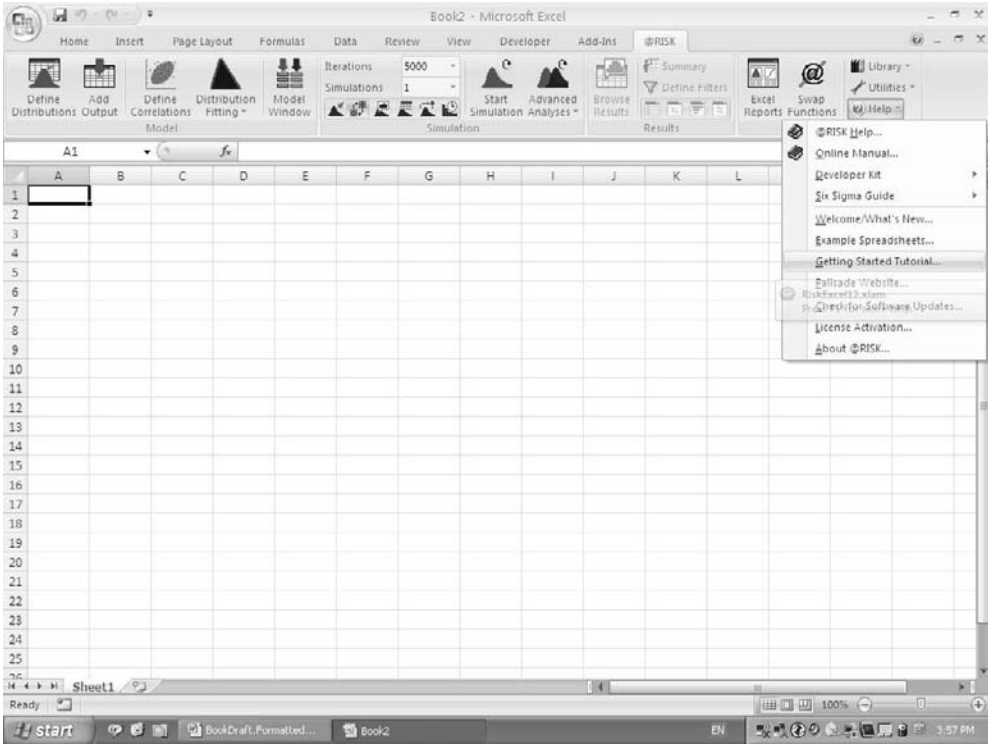 Book2 - Microsoft Excel
Home Insert Page Layout Formulas Data Review View Developer Add-Ins @RISK
Define Distributions
Add Output
Define Correlations
Distribution Fitting
Model Window
Model
Iterations 5000
Simulations 1
Start Simulation
Advanced Analyses
Simulation
Browse Results
Summary
Define Filters
Results
Excel Reports
Swap Functions
Library
Utilities
Help
@RISK Help...
Online Manual...
Developer Kit
Six Sigma Guide
Welcome/What's New...
Example Spreadsheets...
Getting Started Tutorial...
Palisade Website...
RiskExcel12.xlam
Check for Software Updates...
License Activation...
About @RISK...
A1 fx
A B C D E F G H I J K L
1
2
3
4
5
6
7
8
9
10
11
12
13
14
15
16
17
18
19
20
21
22
23
24
25
26
Sheet1
Ready 100%
start BookDraft.Formatted... Book2 EN 3:57 PM